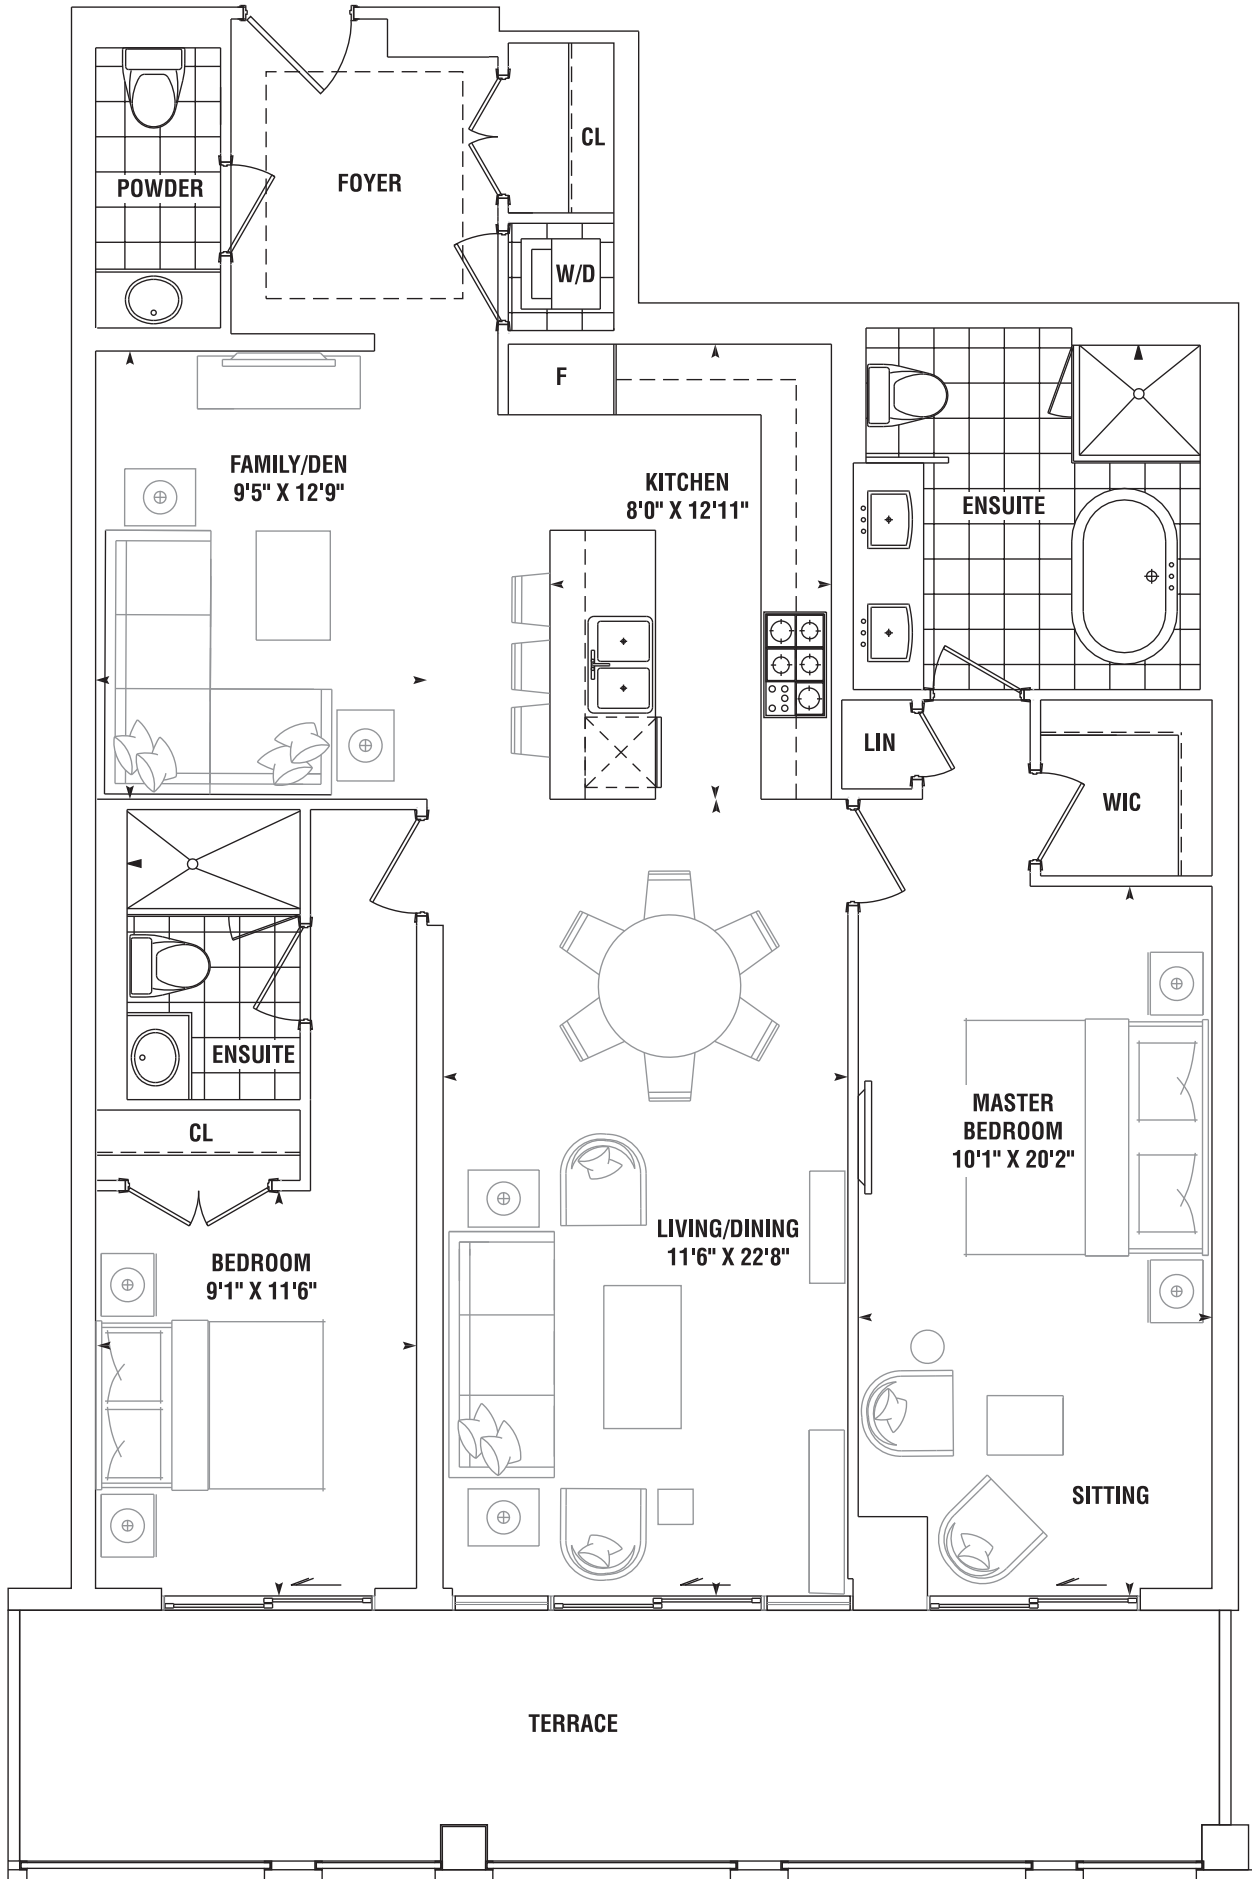 CL
POWDER
FOYER
W/D
F
FAMILY/DEN
9'5" X 12'9"
KITCHEN
8'0" X 12'11"
ENSUITE
LIN
WIC
ENSUITE
CL
MASTER
BEDROOM
10'1" X 20'2"
LIVING/DINING
11'6" X 22'8"
BEDROOM
9'1" X 11'6"
SITTING
TERRACE